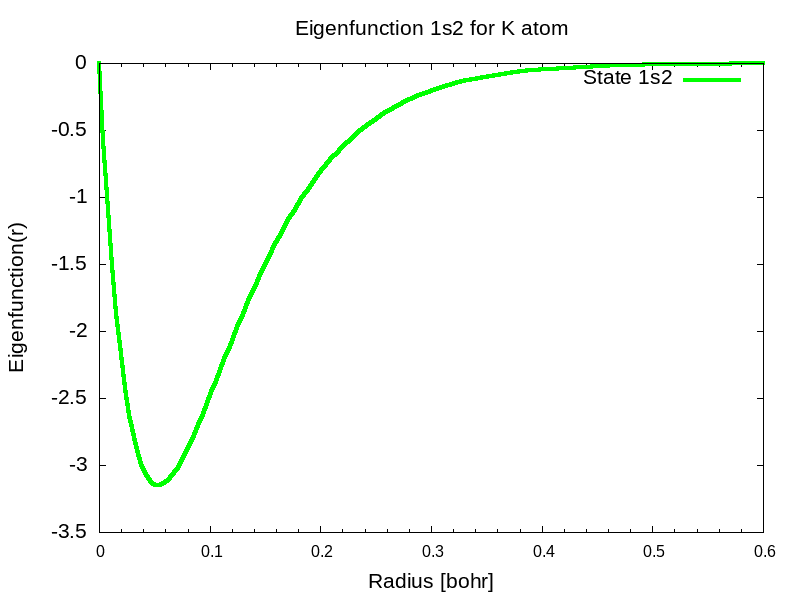 Eigenfunction 1s2 for K atom
State 1s2
0
-0.5
-1
-1.5
-2
-2.5
-3
-3.5
Eigenfunction(r)
0 0.1 0.2 0.3 0.4 0.5 0.6
Radius [bohr]